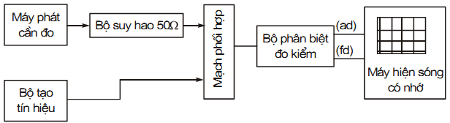 Máy phát
cần đo
Bộ suy hao 50Ω
Bộ tạo
tín hiệu
Mạch phối hợp
Bộ phân biệt
đo kiểm
(ad)
(fd)
Máy hiện sóng
có nhớ